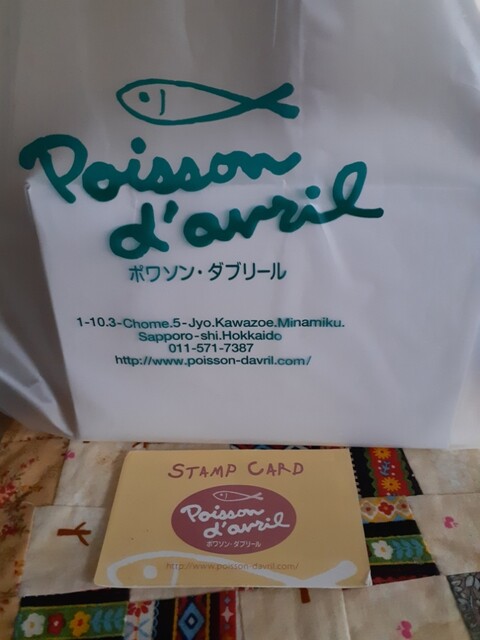 Poisson
d'avril
ポワソン・ダブリール
1-10.3-Chome.5-Jyo.Kawazoe.Minamiku.
Sapporo-shi.Hokkaido
011-571-7387
http://www.poisson-davril.com/
STAMP CARD
Poisson
d'avril
ポワソン・ダブリール
http://www.poisson-davril.com/